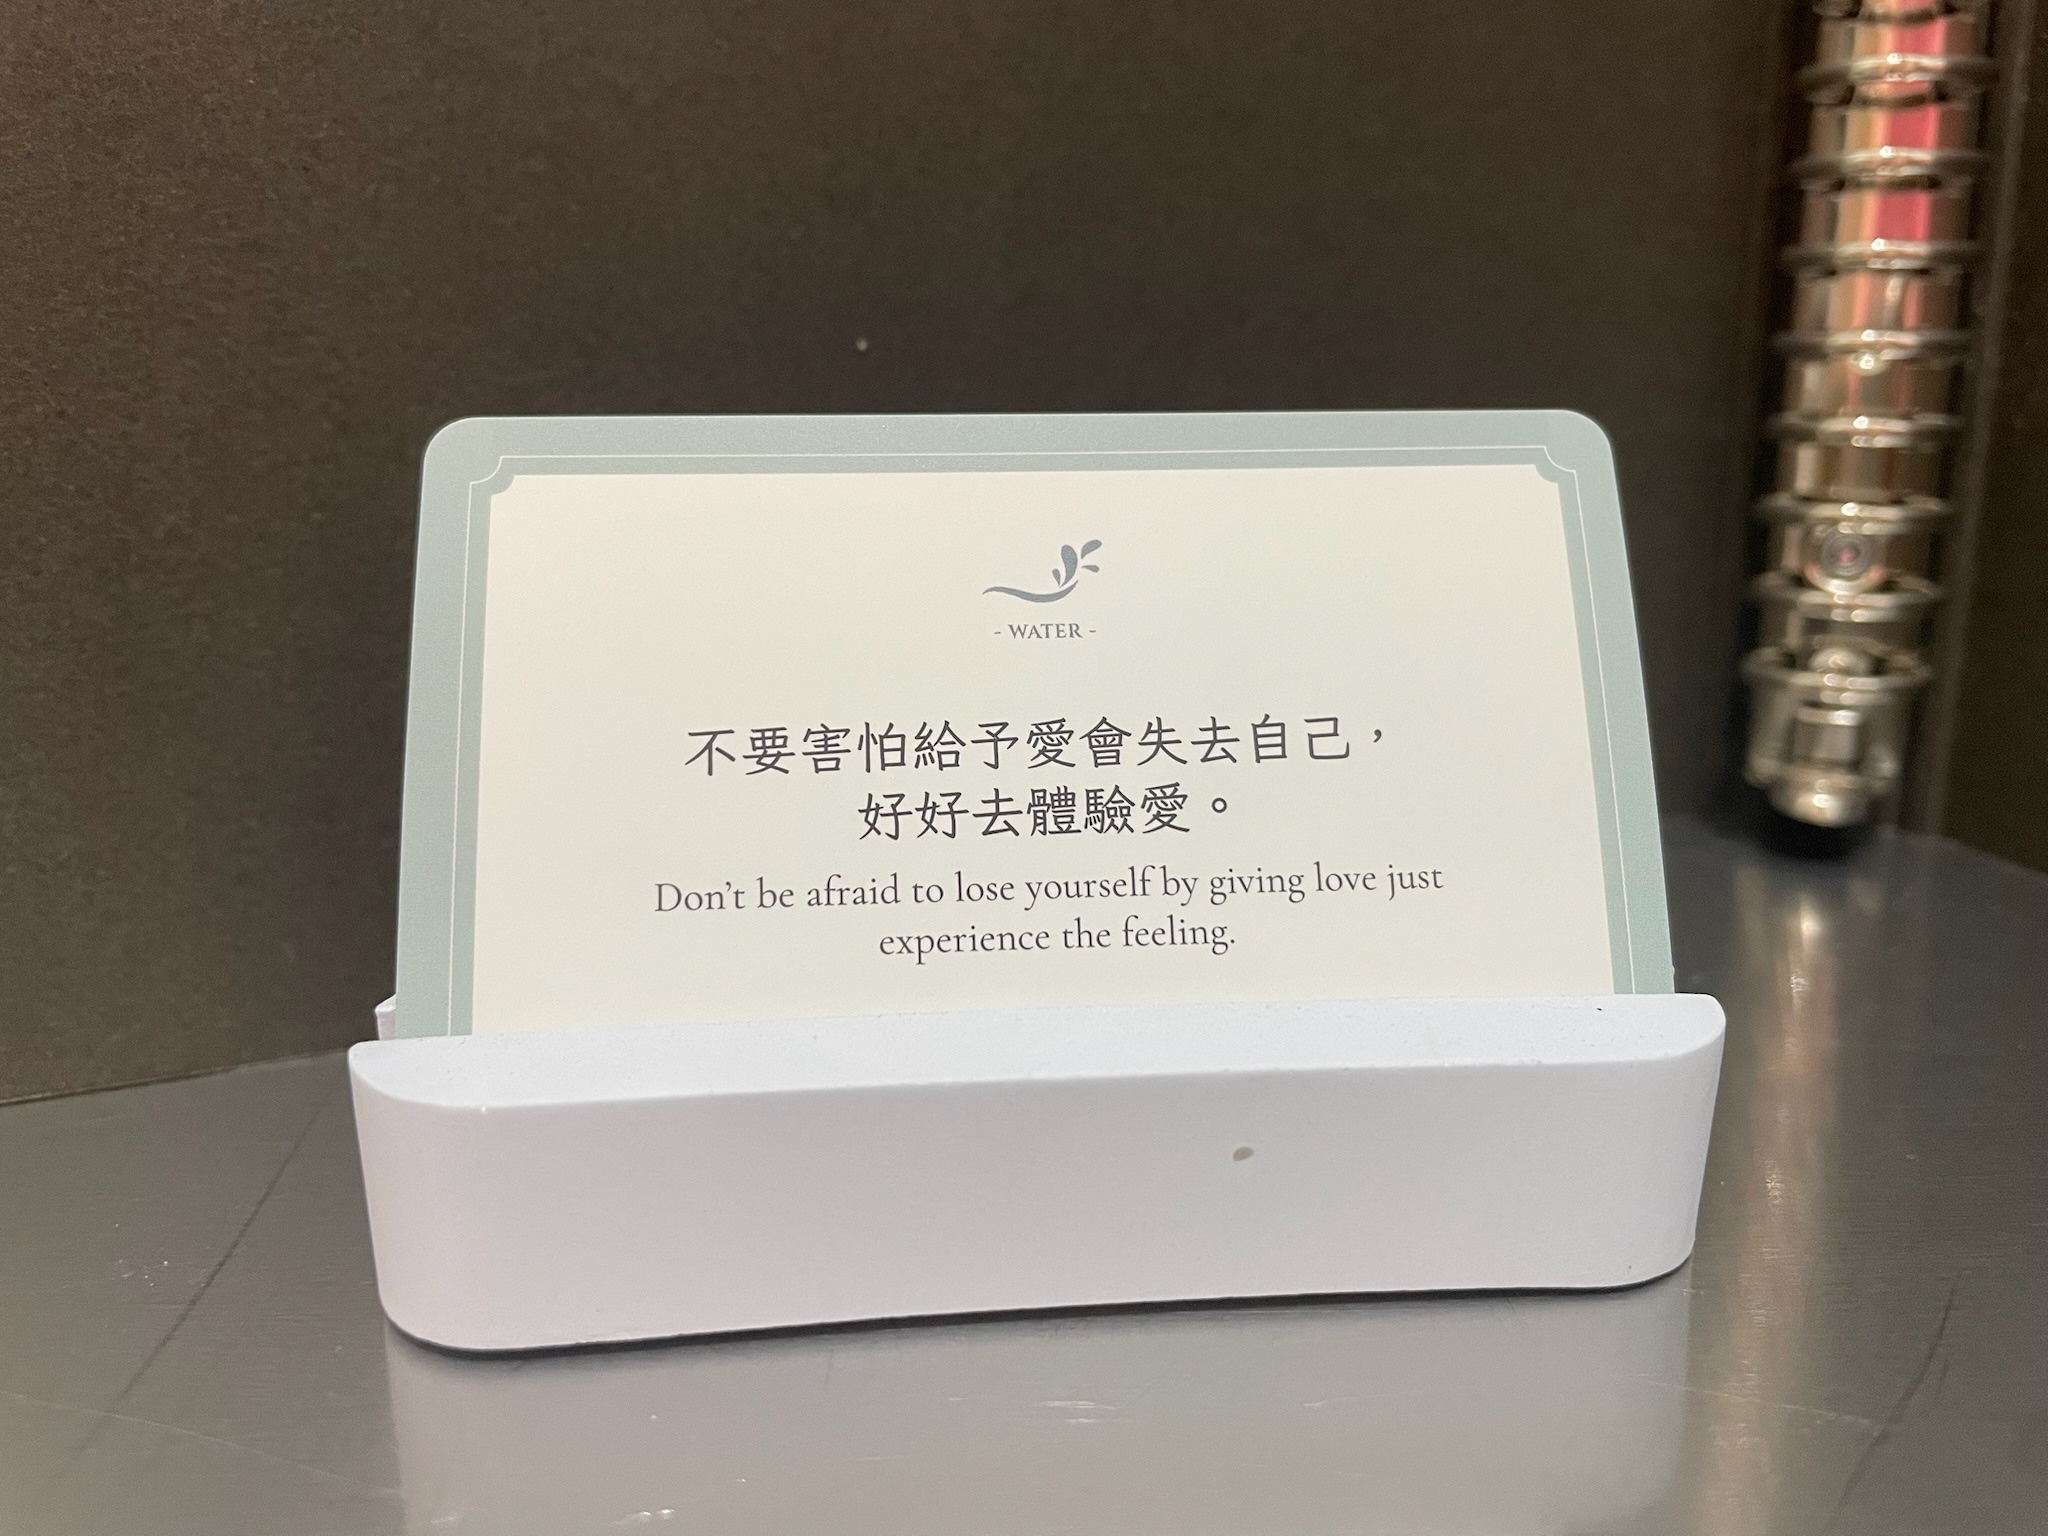 - WATER -
不要害怕給予愛會失去自己，
好好去體驗愛。
Don’t be afraid to lose yourself by giving love just
experience the feeling.